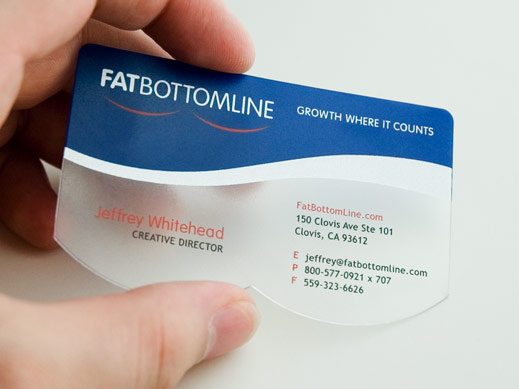 FATBOTTOMLINE
GROWTH WHERE IT COUNTS
Jeffrey Whitehead
CREATIVE DIRECTOR
FatBottomLine.com
150 Clovis Ave Ste 101
Clovis, CA 93612
E jeffrey@fatbottomline.com
P 800-577-0921 x 707
F 559-323-6626